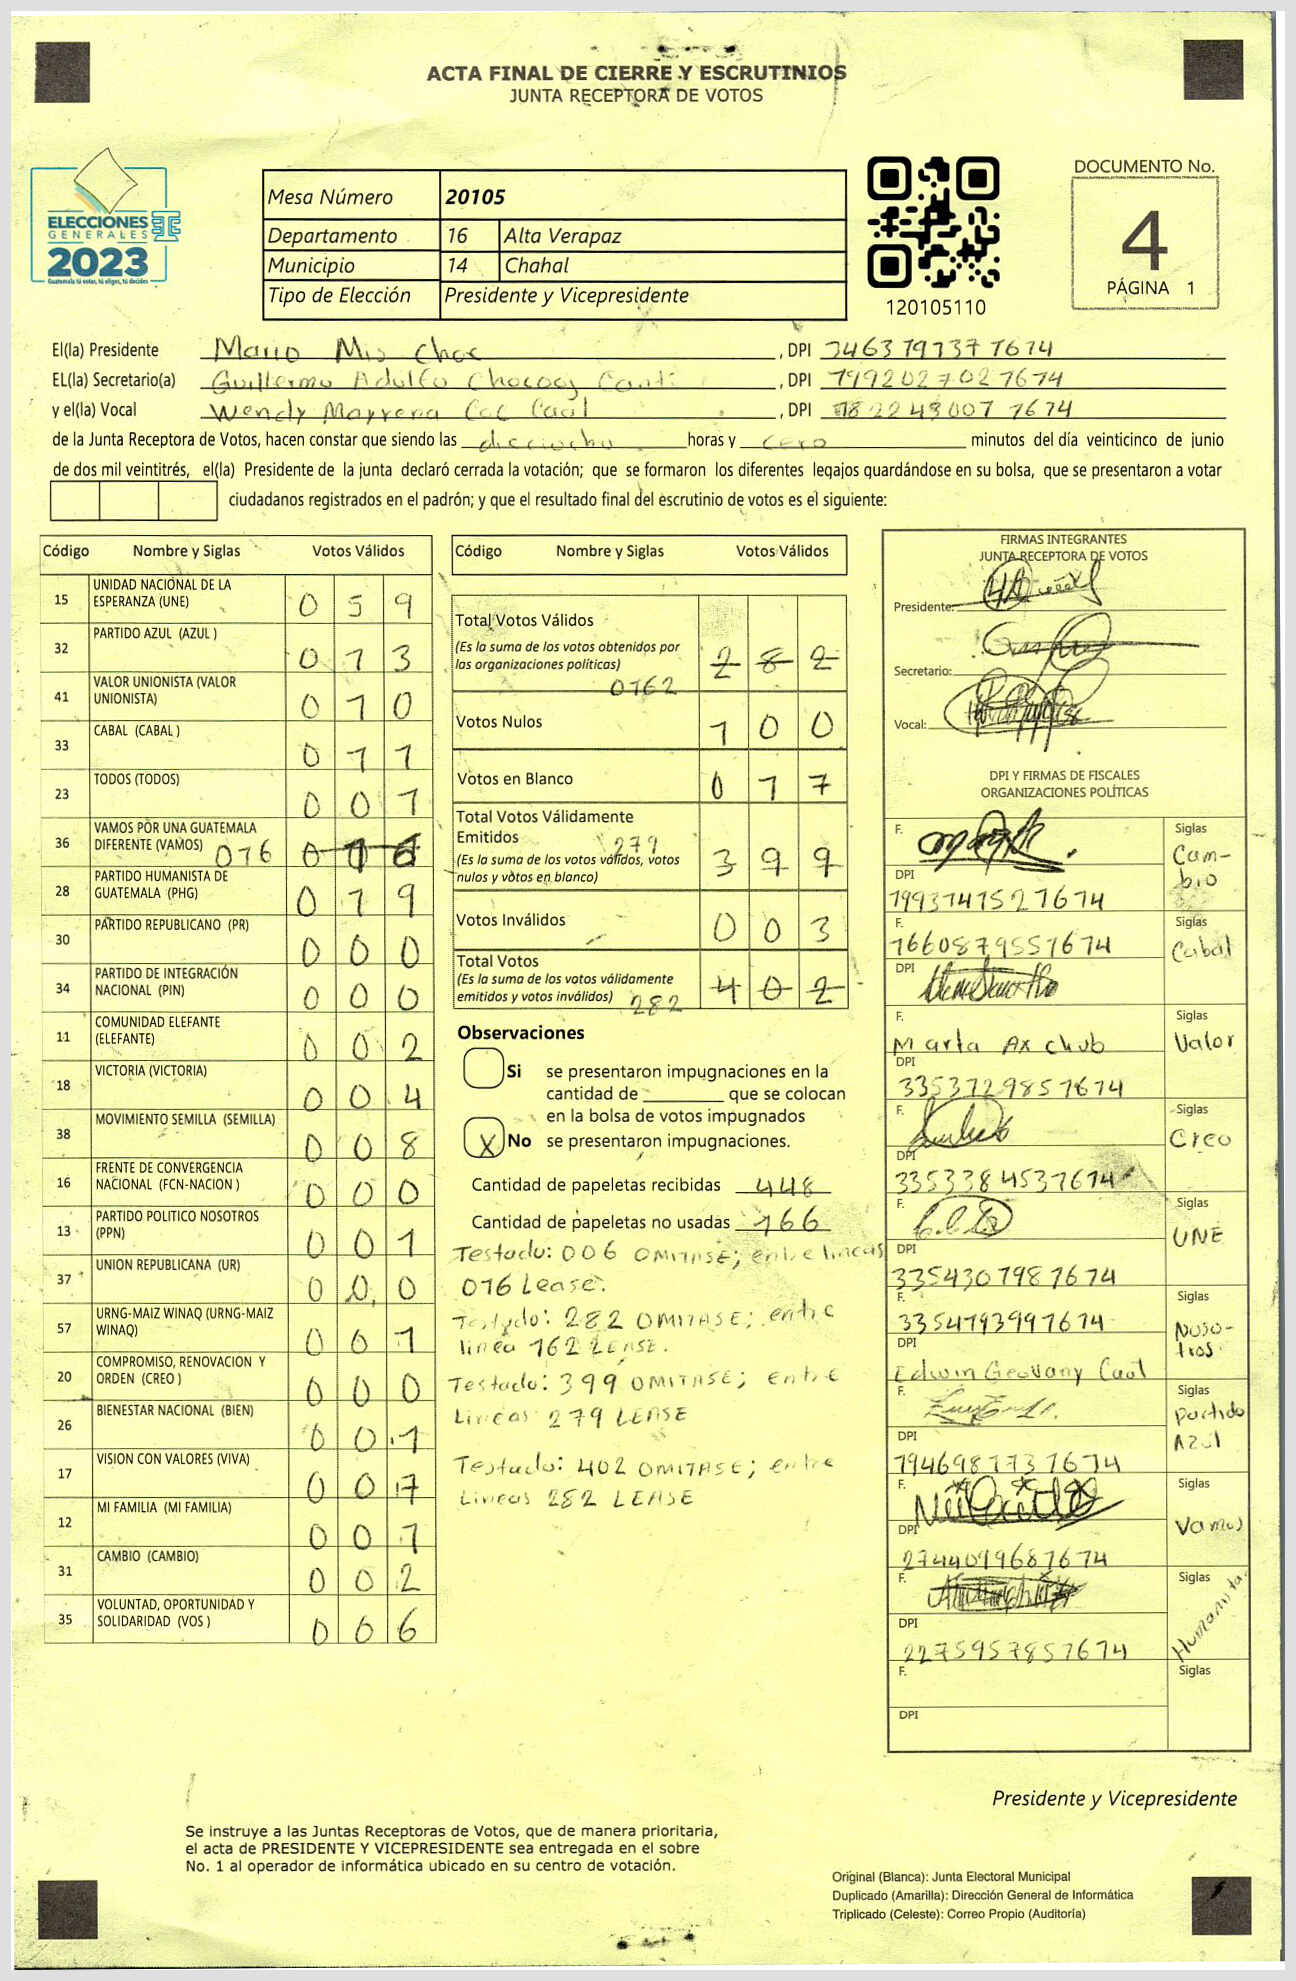 ACTA FINAL DE CIERRE Y ESCRUTINIOS
JUNTA RECEPTORA DE VOTOS
ELECCIONES
GENERALES
2023
Guatemala tú votas, tú eliges, tú decides
Mesa Número 20105
Departamento 16 Alta Verapaz
Municipio 14 Chahal
Tipo de Elección Presidente y Vicepresidente
120105110
DOCUMENTO No.
4
PÁGINA 1
El(la) Presidente Mario Mis Choc , DPI 3463797377674
EL(la) Secretario(a) Guillermo Adulfo Chocooj Canti , DPI 7992027027674
y el(la) Vocal Wendy Mayrena Coc Caal , DPI 7822243007 7674
de la Junta Receptora de Votos, hacen constar que siendo las dieciocho horas y cero minutos del día veinticinco de junio
de dos mil veintitrés, el(la) Presidente de la junta declaró cerrada la votación; que se formaron los diferentes legajos guardándose en su bolsa, que se presentaron a votar
ciudadanos registrados en el padrón; y que el resultado final del escrutinio de votos es el siguiente:
Código Nombre y Siglas Votos Válidos
15 UNIDAD NACIONAL DE LA ESPERANZA (UNE) 0 5 9
32 PARTIDO AZUL (AZUL ) 0 1 3
41 VALOR UNIONISTA (VALOR UNIONISTA) 0 1 0
33 CABAL (CABAL ) 0 1 1
23 TODOS (TODOS) 0 0 1
36 VAMOS POR UNA GUATEMALA DIFERENTE (VAMOS) 016
28 PARTIDO HUMANISTA DE GUATEMALA (PHG) 0 1 9
30 PARTIDO REPUBLICANO (PR) 0 0 0
34 PARTIDO DE INTEGRACIÓN NACIONAL (PIN) 0 0 0
11 COMUNIDAD ELEFANTE (ELEFANTE) 0 0 2
18 VICTORIA (VICTORIA) 0 0 4
38 MOVIMIENTO SEMILLA (SEMILLA) 0 0 8
16 FRENTE DE CONVERGENCIA NACIONAL (FCN-NACION ) 0 0 0
13 PARTIDO POLITICO NOSOTROS (PPN) 0 0 1
37 UNION REPUBLICANA (UR) 0 0 0
57 URNG-MAIZ WINAQ (URNG-MAIZ WINAQ) 0 0 1
20 COMPROMISO, RENOVACION Y ORDEN (CREO ) 0 0 0
26 BIENESTAR NACIONAL (BIEN) 0 0 1
17 VISION CON VALORES (VIVA) 0 0 7
12 MI FAMILIA (MI FAMILIA) 0 0 1
31 CAMBIO (CAMBIO) 0 0 2
35 VOLUNTAD, OPORTUNIDAD Y SOLIDARIDAD (VOS ) 0 0 6
Código Nombre y Siglas Votos Válidos
Total Votos Válidos
(Es la suma de los votos obtenidos por
las organizaciones políticas) 2 8 2
0162
Votos Nulos 1 0 0
Votos en Blanco 0 1 7
Total Votos Válidamente
Emitidos 279
(Es la suma de los votos válidos, votos
nulos y votos en blanco) 3 9 9
Votos Inválidos 0 0 3
Total Votos
(Es la suma de los votos válidamente
emitidos y votos inválidos) 282 4 0 2
Observaciones
Si se presentaron impugnaciones en la
cantidad de ________ que se colocan
en la bolsa de votos impugnados
X No se presentaron impugnaciones.
Cantidad de papeletas recibidas 448
Cantidad de papeletas no usadas 166
Testado: 006 OMITASE; entre lineas
016 Lease.
Testado: 282 OMITASE; entre
linea 162 LEASE.
Testado: 399 OMITASE; entre
Lineas 279 LEASE
Testado: 402 OMITASE; entre
Lineas 282 LEASE
FIRMAS INTEGRANTES
JUNTA RECEPTORA DE VOTOS
Presidente:
Secretario:
Vocal:
DPI Y FIRMAS DE FISCALES
ORGANIZACIONES POLÍTICAS
F. Siglas
Cam-
bio
DPI
7993747527674
F. Siglas
7660879557674 Cabal
DPI
F. Siglas
Marta Ax chub Valor
DPI
3353729857674
F. Siglas
Creo
DPI
3353384537674
F. Siglas
UNE
DPI
3354307987674
F. Siglas
3354793997674 Noso-
tros
DPI
Edwin Geovany Caal
F. Siglas
Partido
Azul
DPI
7946987737674
F. Siglas
Vamos
DPI
2744099687674
F. Siglas
Humanista
DPI
2275957857674
F. Siglas
DPI
Presidente y Vicepresidente
Se instruye a las Juntas Receptoras de Votos, que de manera prioritaria,
el acta de PRESIDENTE Y VICEPRESIDENTE sea entregada en el sobre
No. 1 al operador de informática ubicado en su centro de votación.
Original (Blanca): Junta Electoral Municipal
Duplicado (Amarilla): Dirección General de Informática
Triplicado (Celeste): Correo Propio (Auditoría)